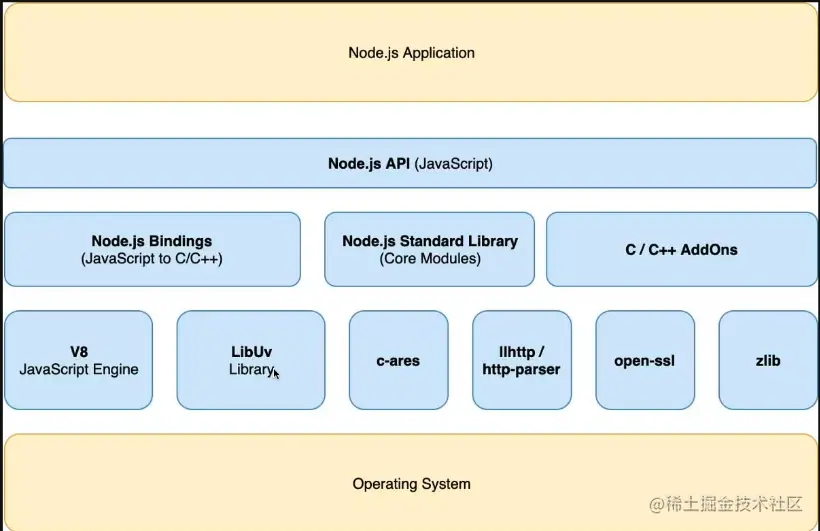 Node.js Application
Node.js API (JavaScript)
Node.js Bindings
(JavaScript to C/C++)
Node.js Standard Library
(Core Modules)
C / C++ AddOns
V8
JavaScript Engine
LibUv
Library
c-ares
llhttp /
http-parser
open-ssl
zlib
Operating System
@稀土掘金技术社区